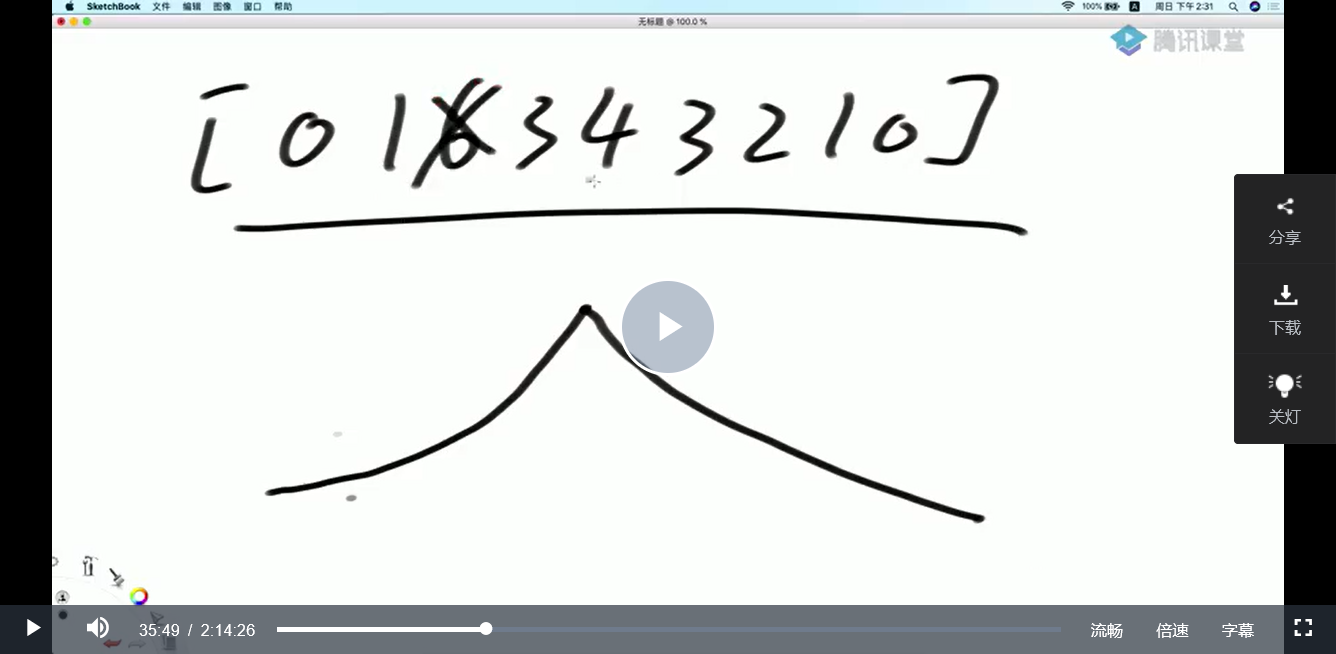 SketchBook 文件 编辑 图像 窗口 帮助 100% A 周日 下午2:31
无标题 @ 100.0 %
腾讯课堂
[ 0 1 6 3 4 3 2 1 0 ]
分享
下载
关灯
35:49 / 2:14:26 流畅 倍速 字幕